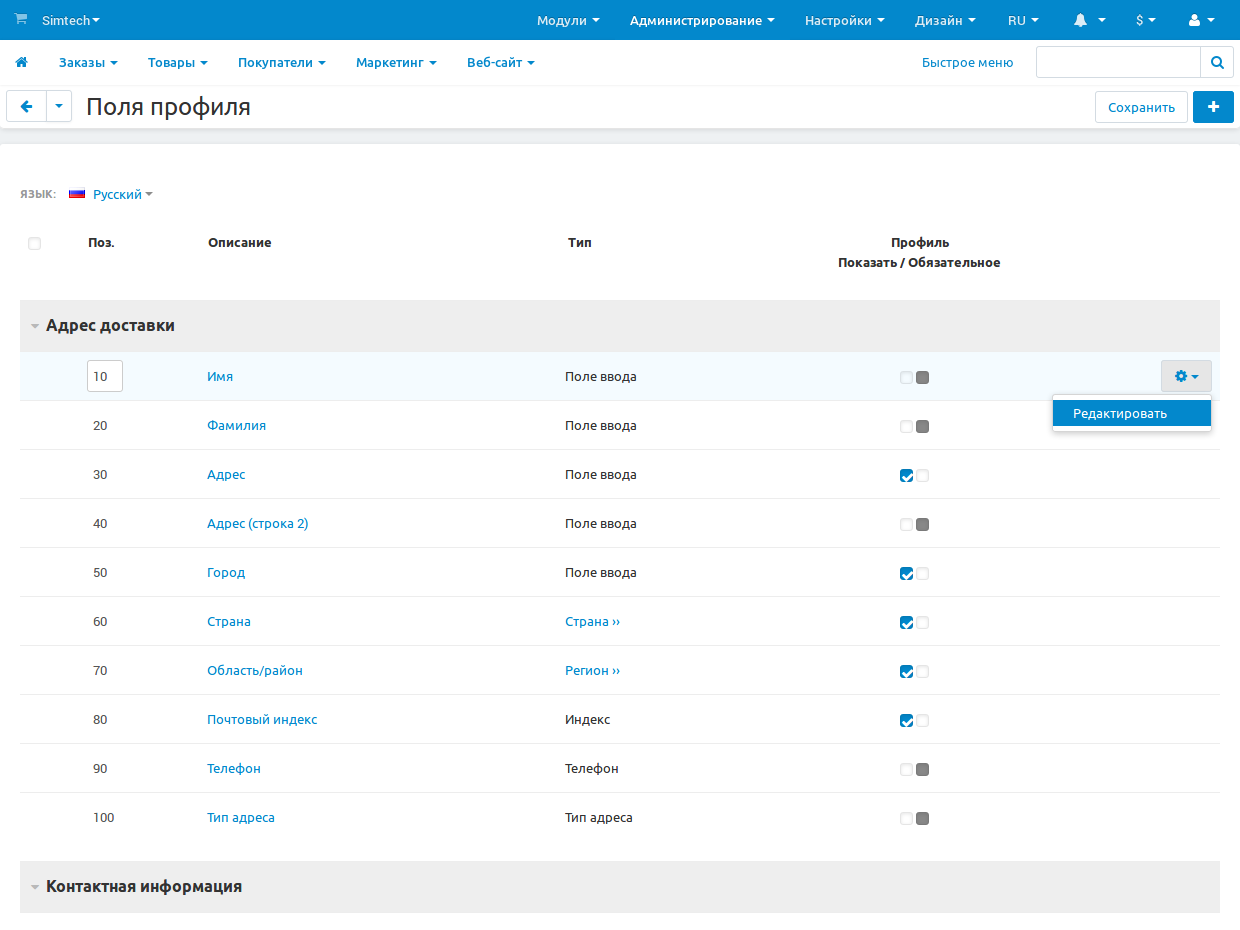 Simtech Модули Администрирование Настройки Дизайн RU $
Заказы Товары Покупатели Маркетинг Веб-сайт Быстрое меню
Поля профиля Сохранить
ЯЗЫК: Русский
Поз. Описание Тип Профиль
Показать / Обязательное
Адрес доставки
10 Имя Поле ввода
Редактировать
20 Фамилия Поле ввода
30 Адрес Поле ввода
40 Адрес (строка 2) Поле ввода
50 Город Поле ввода
60 Страна Страна ››
70 Область/район Регион ››
80 Почтовый индекс Индекс
90 Телефон Телефон
100 Тип адреса Тип адреса
Контактная информация